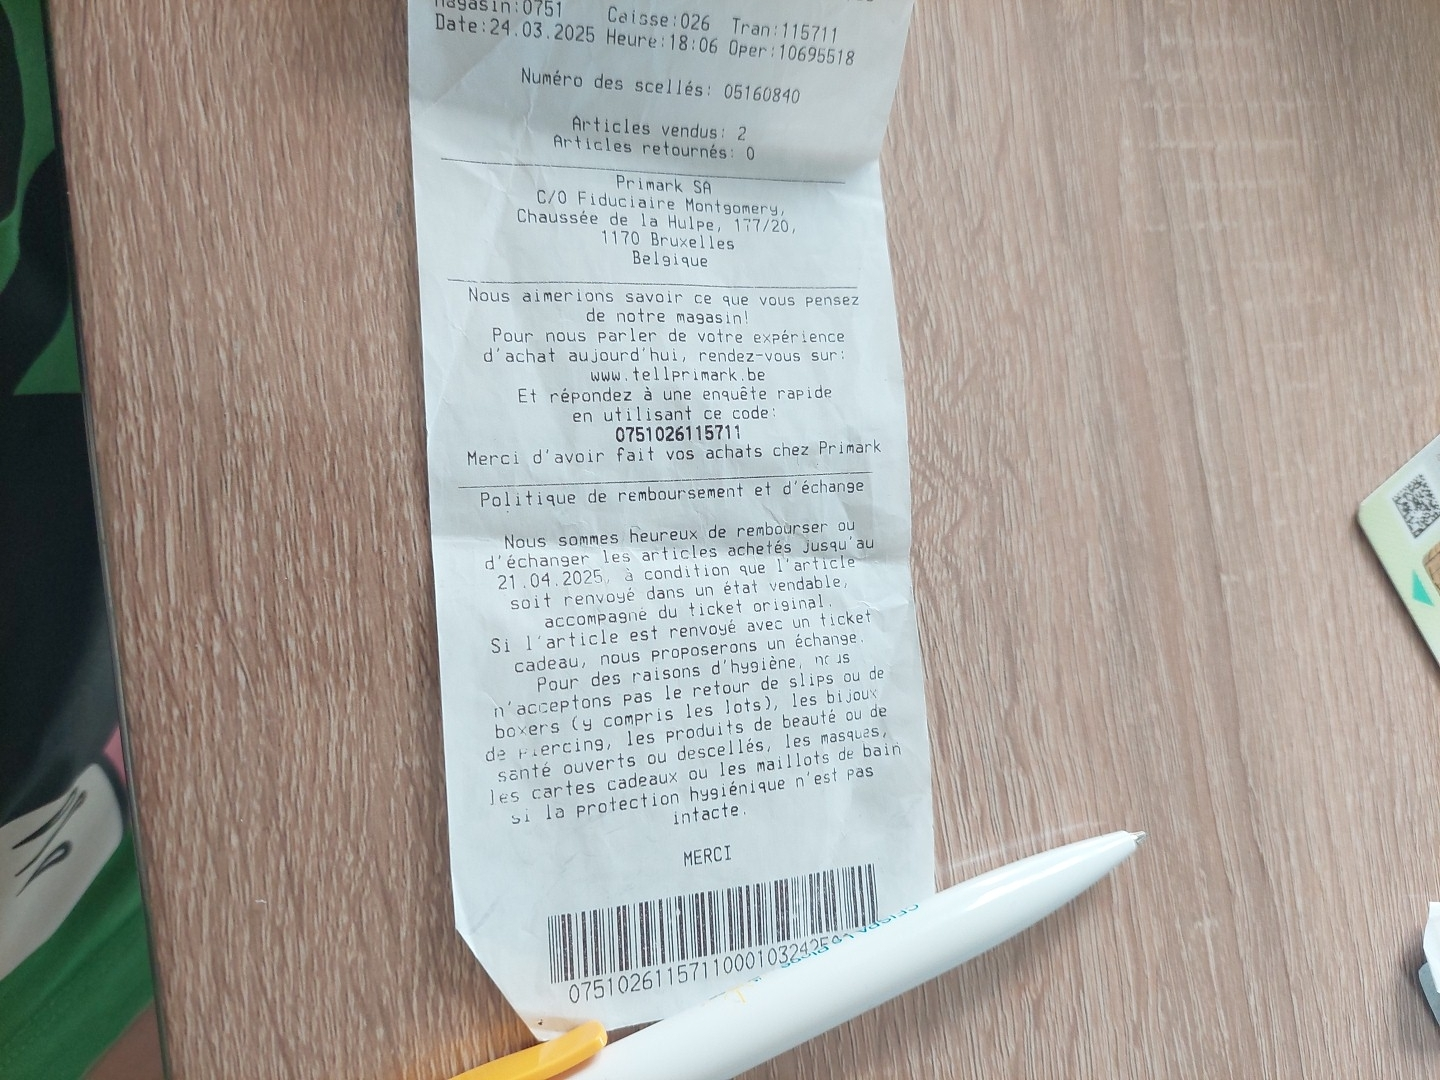 Magasin:0751 Caisse:026 Tran:115711
Date:24.03.2025 Heure:18:06 Oper:10695518
Numéro des scellés: 05160840
Articles vendus: 2
Articles retournés: 0
Primark SA
C/O Fiduciaire Montgomery,
Chaussée de la Hulpe, 177/20,
1170 Bruxelles
Belgique
Nous aimerions savoir ce que vous pensez
de notre magasin!
Pour nous parler de votre expérience
d'achat aujourd'hui, rendez-vous sur:
www.tellprimark.be
Et répondez à une enquête rapide
en utilisant ce code:
0751026115711
Merci d'avoir fait vos achats chez Primark
Politique de remboursement et d'échange
Nous sommes heureux de rembourser ou
d'échanger les articles achetés jusqu'au
21.04.2025, à condition que l'article
soit renvoyé dans un état vendable,
accompagné du ticket original.
Si l'article est renvoyé avec un ticket
cadeau, nous proposerons un échange.
Pour des raisons d'hygiène, nous
n'acceptons pas le retour de slips ou de
boxers (y compris les lots), les bijoux
de piercing, les produits de beauté ou de
santé ouverts ou descellés, les masques,
les cartes cadeaux ou les maillots de bain
si la protection hygiénique n'est pas
intacte.
MERCI
07510261157110001032425